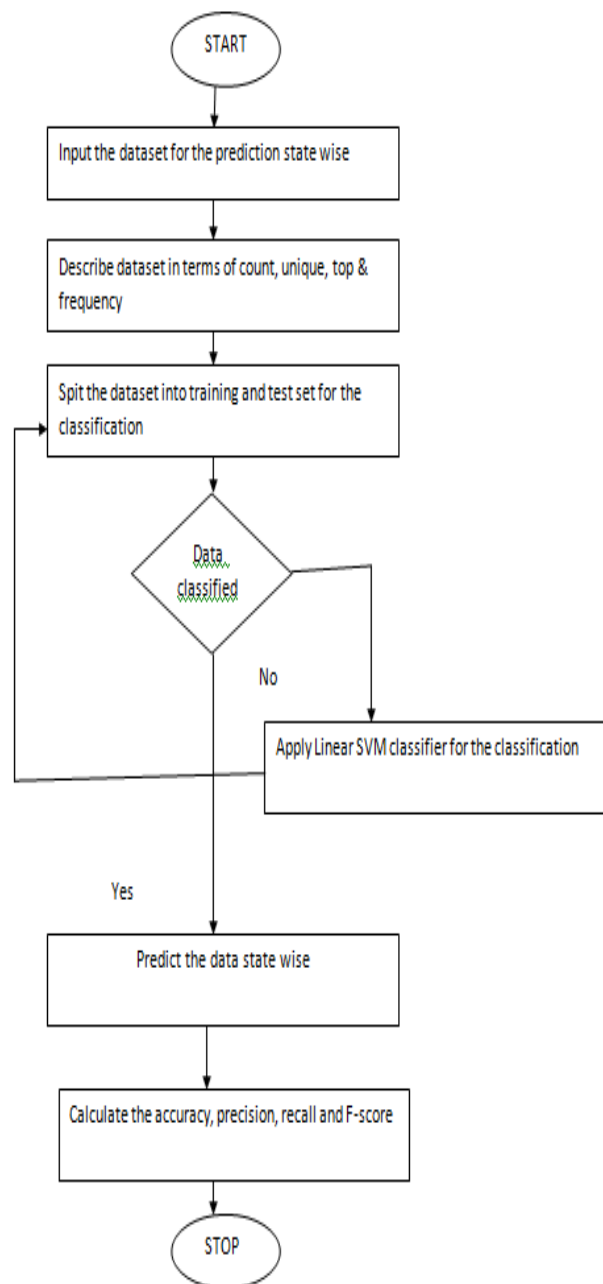 START
Input the dataset for the prediction state wise
Describe dataset in terms of count, unique, top &
frequency
Spit the dataset into training and test set for the
classification
Data
classified
No
Apply Linear SVM classifier for the classification
Yes
Predict the data state wise
Calculate the accuracy, precision, recall and F-score
STOP